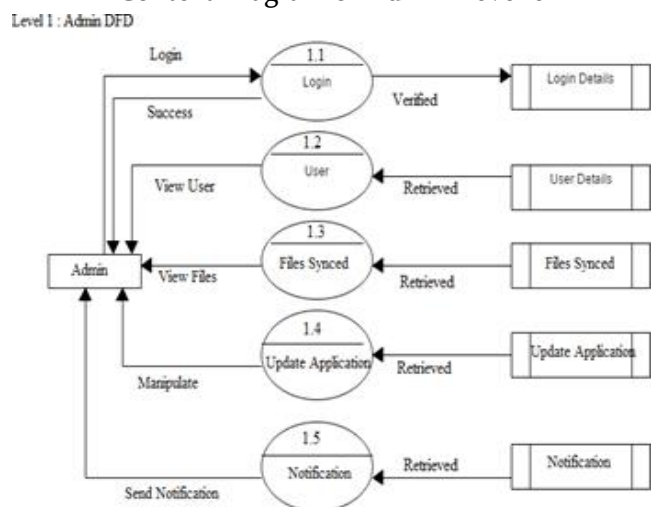 Level 1 : Admin DFD
Login
1.1
Login
Verified
Login Details
Success
1.2
User
View User
Retrieved
User Details
Admin
1.3
Files Synced
View Files
Retrieved
Files Synced
1.4
Update Application
Manipulate
Retrieved
Update Application
1.5
Notification
Send Notification
Retrieved
Notification